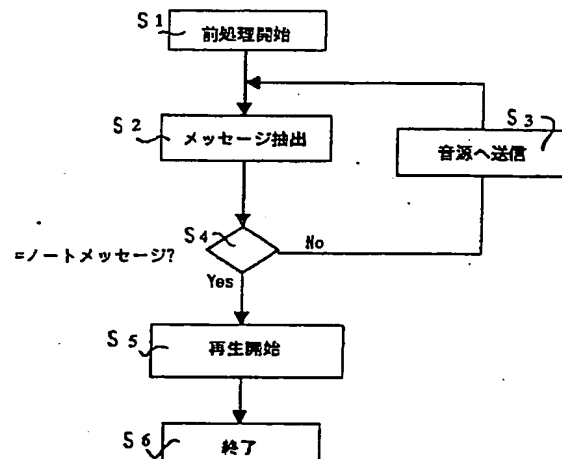 S1
前処理開始
S2
メッセージ抽出
S3
音源へ送信
S4
=ノートメッセージ?
No
Yes
S5
再生開始
S6
終了